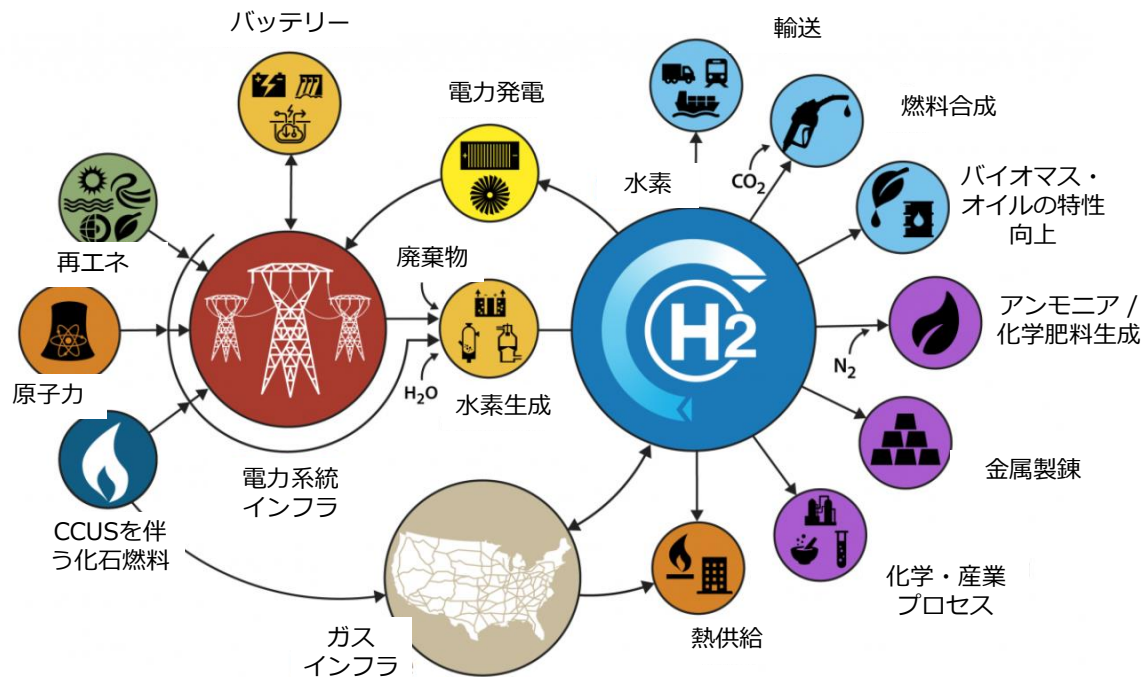 バッテリー
輸送
電力発電
燃料合成
CO2
水素
バイオマス・
オイルの特性
向上
再エネ
廃棄物
H2
アンモニア /
化学肥料生成
N2
原子力
H2O
水素生成
金属製錬
電力系統
インフラ
CCUSを伴
う化石燃料
化学・産業
プロセス
熱供給
ガス
インフラ